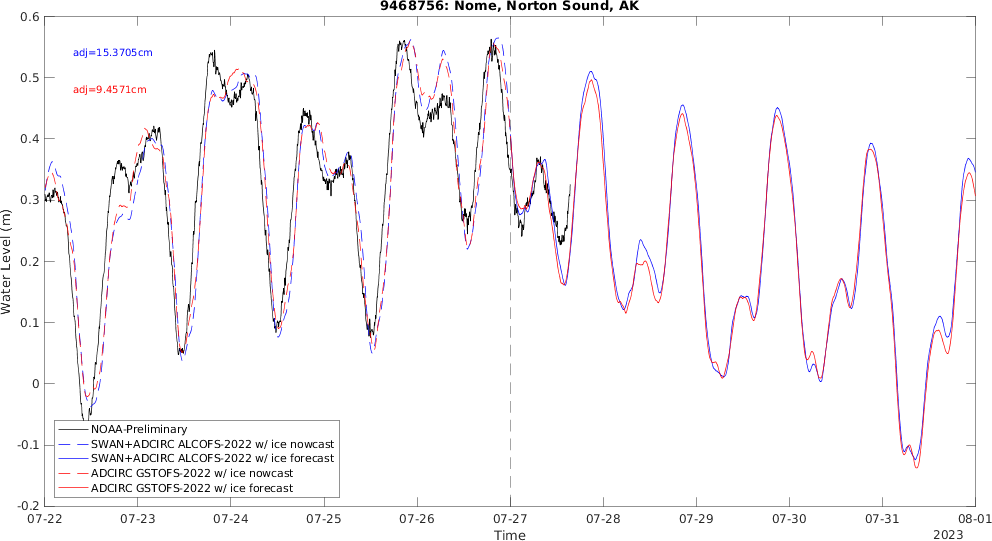 9468756: Nome, Norton Sound, AK
0.6
adj=15.3705cm
adj=9.4571cm
0.5
0.4
0.3
0.2
0.1
0
-0.1
-0.2
Water Level (m)
NOAA-Preliminary
SWAN+ADCIRC ALCOFS-2022 w/ ice nowcast
SWAN+ADCIRC ALCOFS-2022 w/ ice forecast
ADCIRC GSTOFS-2022 w/ ice nowcast
ADCIRC GSTOFS-2022 w/ ice forecast
07-22 07-23 07-24 07-25 07-26 07-27 07-28 07-29 07-30 07-31 08-01
Time
2023